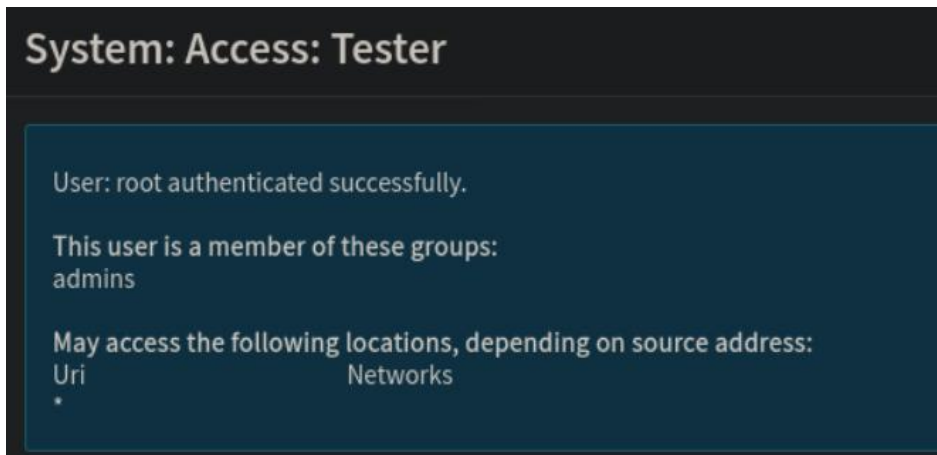 System: Access: Tester
User: root authenticated successfully.
This user is a member of these groups:
admins
May access the following locations, depending on source address:
Uri Networks
*